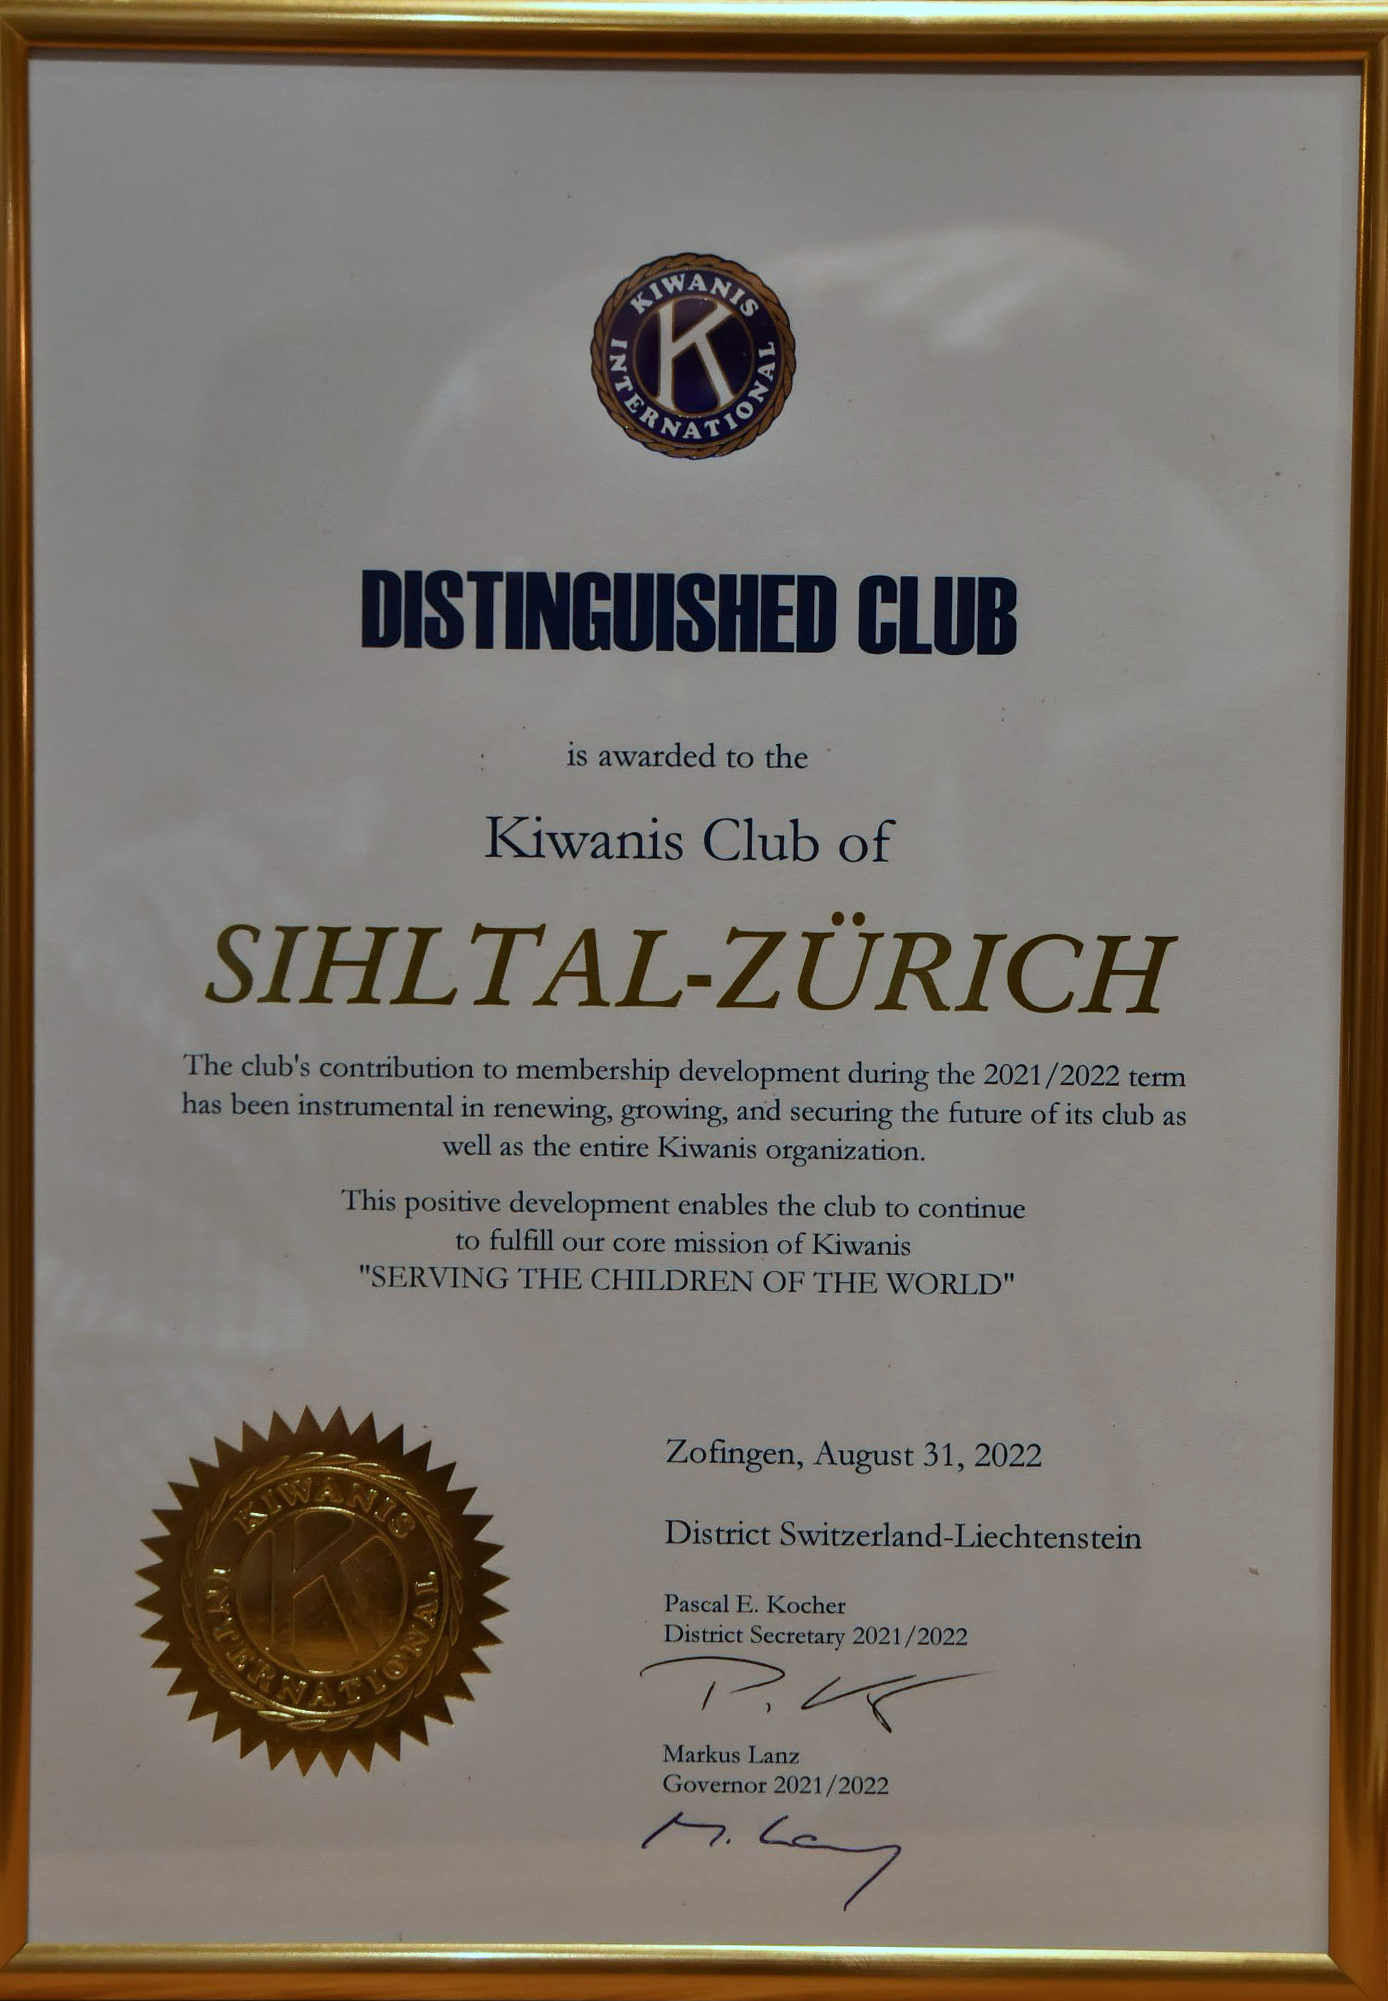 KIWANIS
K
INTERNATIONAL
DISTINGUISHED CLUB
is awarded to the
Kiwanis Club of
SIHLTAL-ZÜRICH
The club's contribution to membership development during the 2021/2022 term
has been instrumental in renewing, growing, and securing the future of its club as
well as the entire Kiwanis organization.
This positive development enables the club to continue
to fulfill our core mission of Kiwanis
"SERVING THE CHILDREN OF THE WORLD"
KIWANIS
K
INTERNATIONAL
Zofingen, August 31, 2022
District Switzerland-Liechtenstein
Pascal E. Kocher
District Secretary 2021/2022
Markus Lanz
Governor 2021/2022